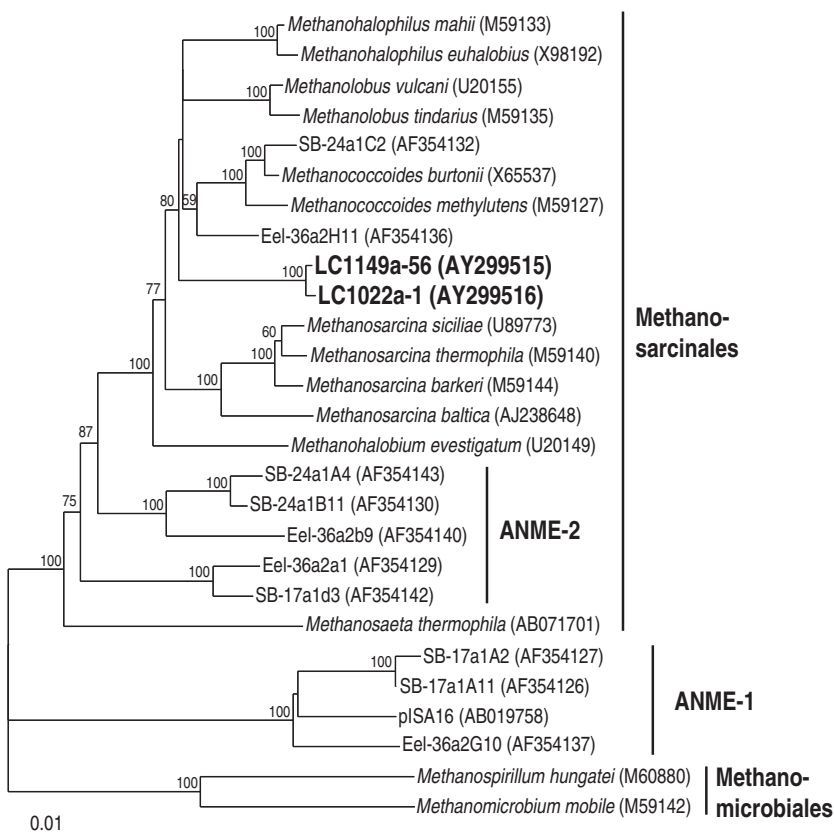 100
Methanohalophilus mahii (M59133)
Methanohalophilus euhalobius (X98192)
100
Methanolobus vulcani (U20155)
Methanolobus tindarius (M59135)
SB-24a1C2 (AF354132)
100
Methanococcoides burtonii (X65537)
100
Methanococcoides methylutens (M59127)
80
59
Eel-36a2H11 (AF354136)
100
LC1149a-56 (AY299515)
LC1022a-1 (AY299516)
77
60
Methanosarcina siciliae (U89773)
100
Methanosarcina thermophila (M59140)
100
Methanosarcina barkeri (M59144)
Methanosarcina baltica (AJ238648)
100
Methanohalobium evestigatum (U20149)
87
100
SB-24a1A4 (AF354143)
SB-24a1B11 (AF354130)
100
Eel-36a2b9 (AF354140)
75
Eel-36a2a1 (AF354129)
100
SB-17a1d3 (AF354142)
ANME-2
100
Methanosaeta thermophila (AB071701)
Methano-
sarcinales
100
SB-17a1A2 (AF354127)
SB-17a1A11 (AF354126)
100
pISA16 (AB019758)
Eel-36a2G10 (AF354137)
ANME-1
100
Methanospirillum hungatei (M60880)
Methanomicrobium mobile (M59142)
Methano-
microbiales
0.01